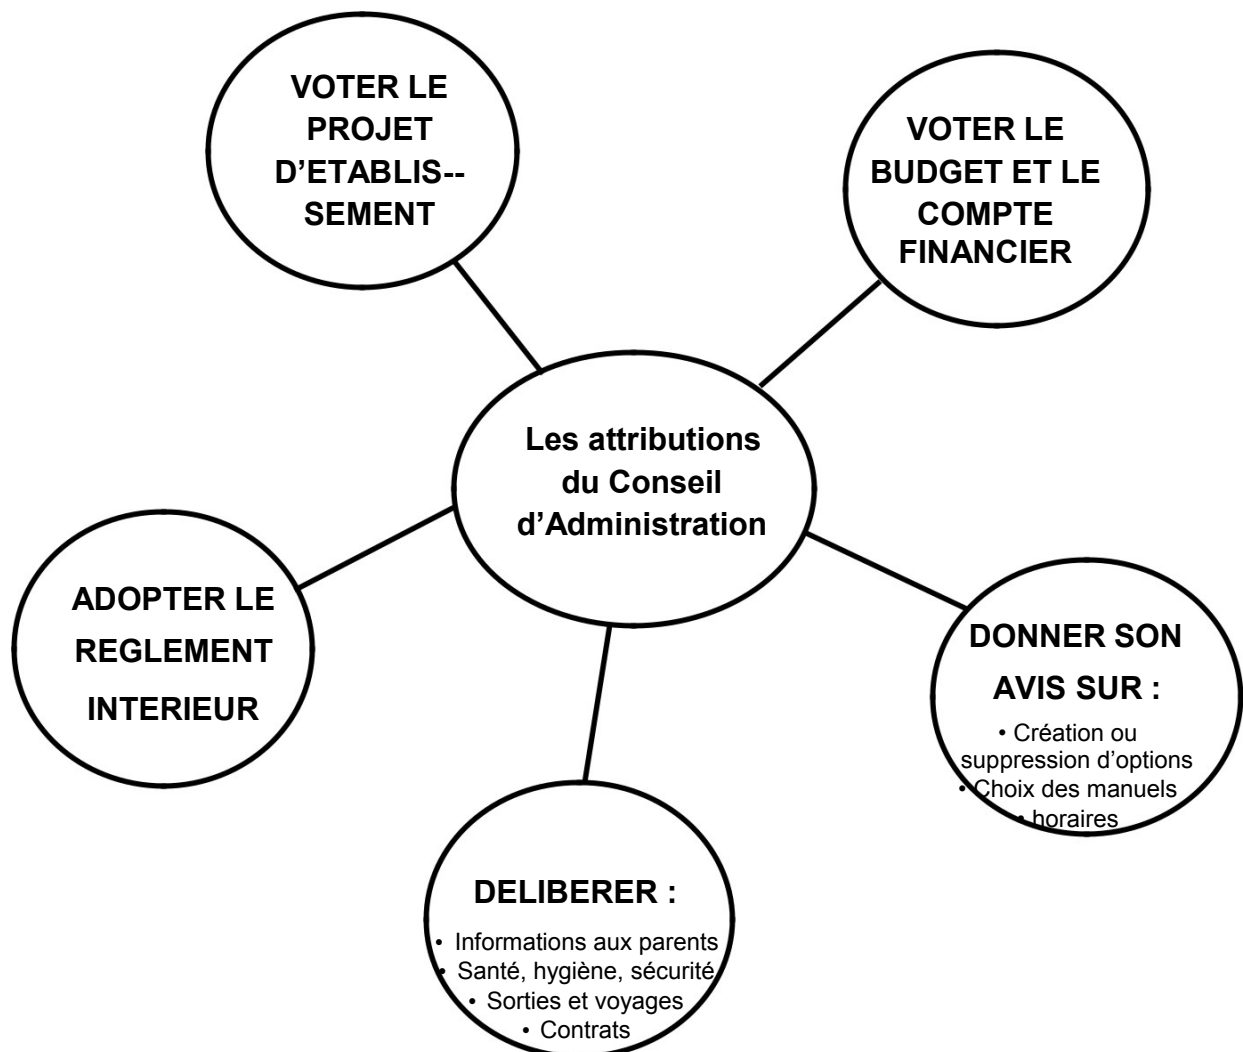 VOTER LE
PROJET
D’ETABLIS--
SEMENT
VOTER LE
BUDGET ET LE
COMPTE
FINANCIER
Les attributions
du Conseil
d’Administration
ADOPTER LE
REGLEMENT
INTERIEUR
DONNER SON
AVIS SUR :
• Création ou
suppression d’options
• Choix des manuels
• horaires
DELIBERER :
• Informations aux parents
• Santé, hygiène, sécurité
• Sorties et voyages
• Contrats